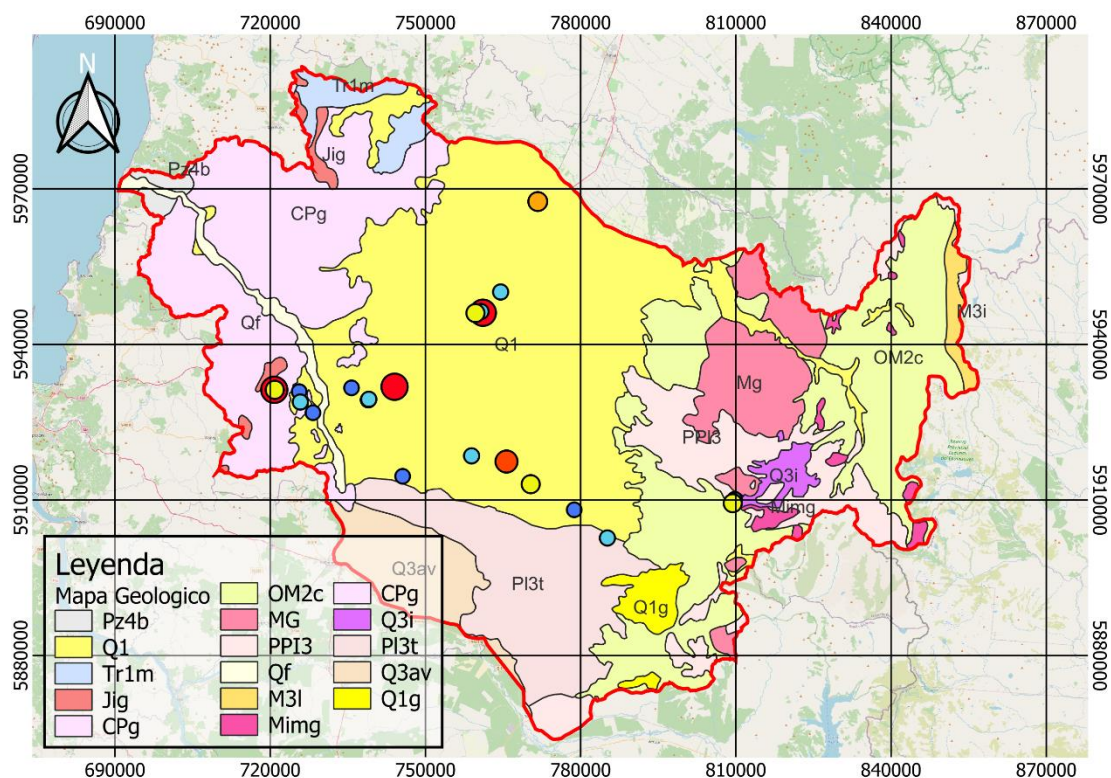 690000 720000 750000 780000 810000 840000 870000
N
Tr1m
Jig
Pz4b
5970000 5970000
CPg
Qf
Q1
M3i
OM2c
5940000 5940000
Mg
PPl3
Q3i
5910000 5910000
Mimg
Q3av
Pl3t
Q1g
5880000 5880000
Leyenda
Mapa Geologico
Pz4b
Q1
Tr1m
Jig
CPg
OM2c
MG
PPI3
Qf
M3l
Mimg
CPg
Q3i
Pl3t
Q3av
Q1g
690000 720000 750000 780000 810000 840000 870000